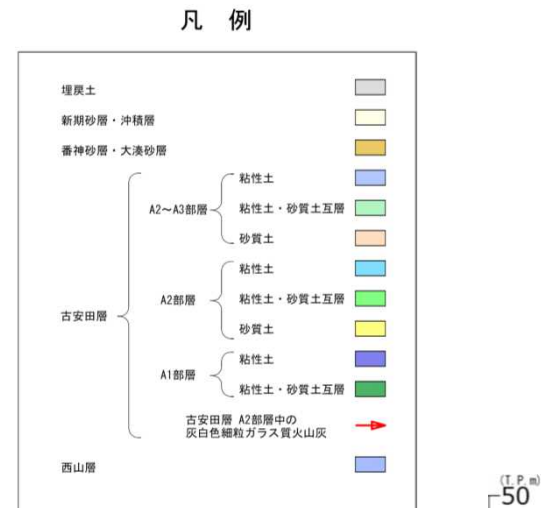 凡 例
埋戻土
新期砂層・沖積層
番神砂層・大湊砂層
古安田層
A2~A3部層
粘性土
粘性土・砂質土互層
砂質土
A2部層
粘性土
粘性土・砂質土互層
砂質土
A1部層
粘性土
粘性土・砂質土互層
古安田層 A2部層中の
灰白色細粒ガラス質火山灰
西山層
(T.P.m)
50